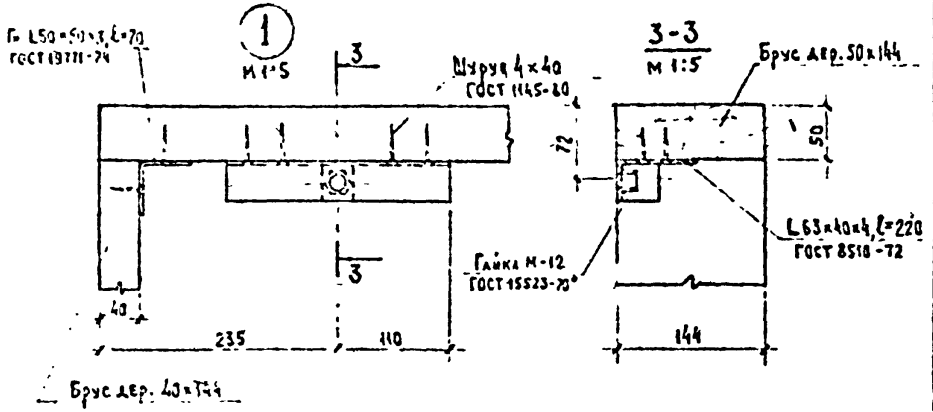 Гн. L50×50×3, ℓ=70
ГОСТ 19771-74
1
М 1:5
3
Шуруп 4×40
ГОСТ 1145-80
3-3
М 1:5
Брус дер. 50×144
72
50
L63×40×4, ℓ=220
ГОСТ 8510-72
Гайка М-12
ГОСТ 15523-70*
3
40
235
110
144
Брус дер. 40×144